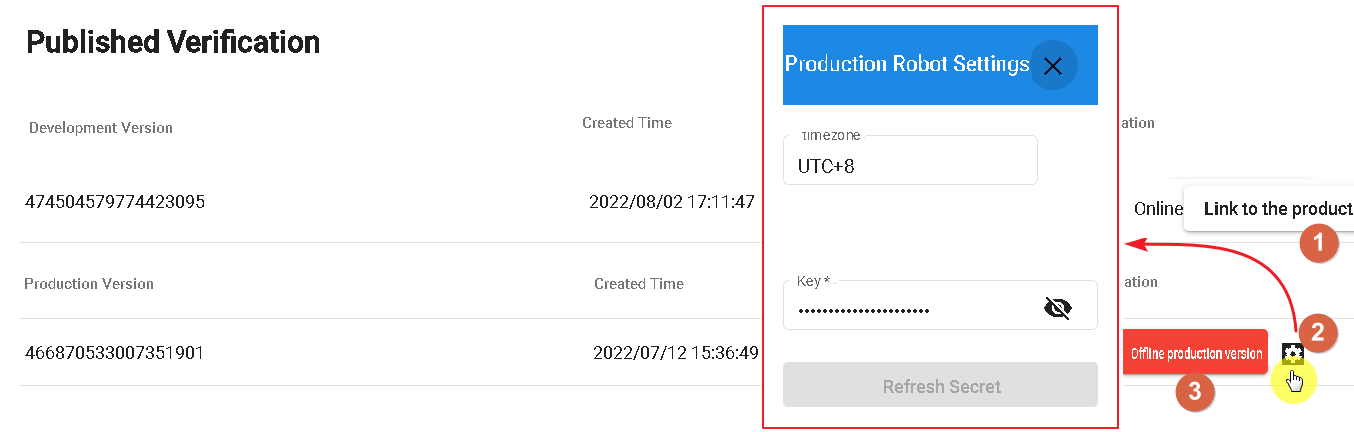 Published Verification
Production Robot Settings
Development Version Created Time ation
timezone
UTC+8
474504579774423095 2022/08/02 17:11:47 Online Link to the product
1
Production Version Created Time Key* ation
466870533007351901 2022/07/12 15:36:49 Offline production version 2
Refresh Secret 3